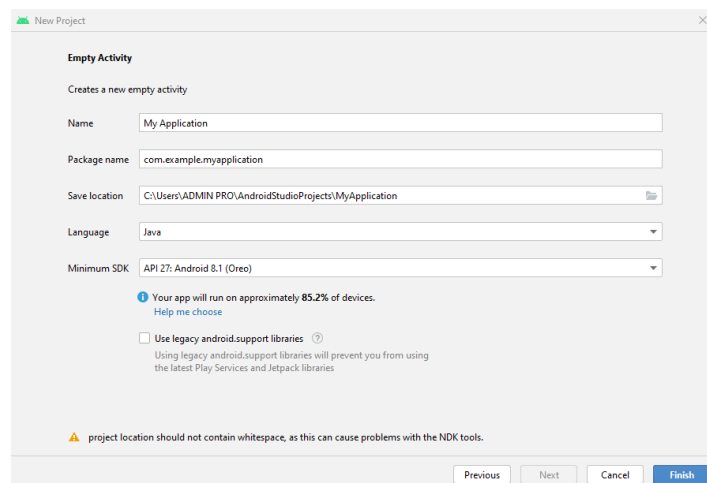 New Project
Empty Activity
Creates a new empty activity
Name My Application
Package name com.example.myapplication
Save location C:\Users\ADMIN PRO\AndroidStudioProjects\MyApplication
Language Java
Minimum SDK API 27: Android 8.1 (Oreo)
Your app will run on approximately 85.2% of devices.
Help me choose
Use legacy android.support libraries ?
Using legacy android.support libraries will prevent you from using
the latest Play Services and Jetpack libraries
project location should not contain whitespace, as this can cause problems with the NDK tools.
Previous Next Cancel Finish